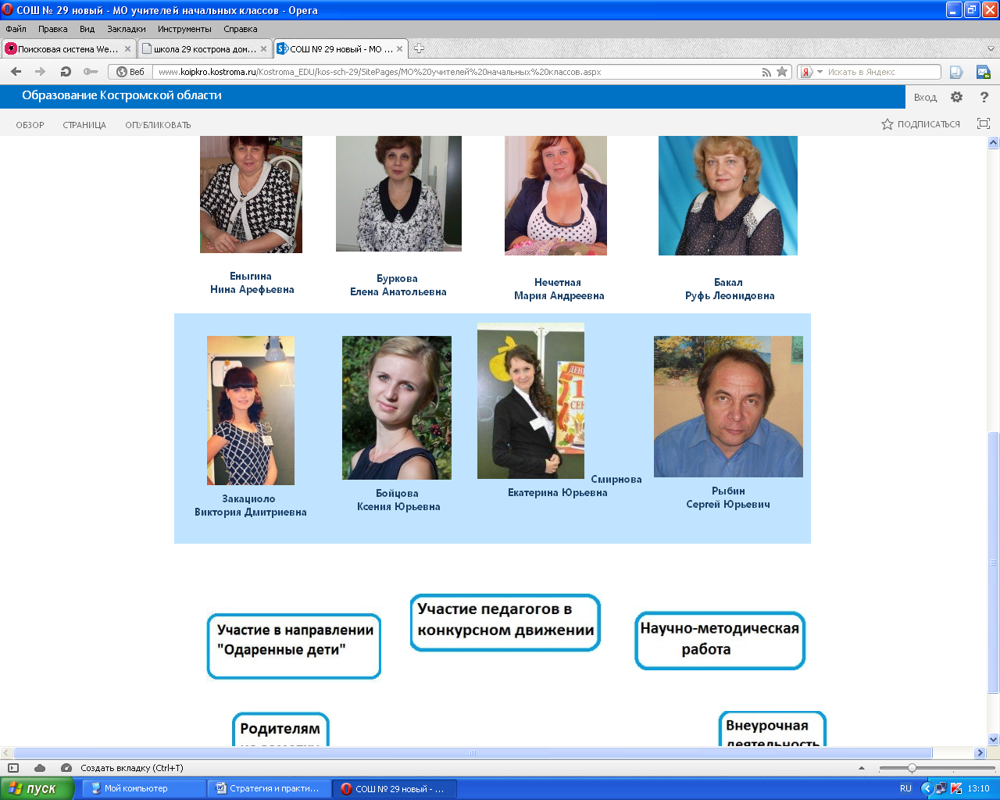 СОШ № 29 новый - МО учителей начальных классов - Opera
Файл Правка Вид Закладки Инструменты Справка
Поисковая система We... школа 29 кострома дом... СОШ № 29 новый - МО ...
Веб www.koipkro.kostroma.ru/Kostroma_EDU/kos-sch-29/SitePages/МО%20учителей%20начальных%20классов.aspx Искать в Яндекс
Образование Костромской области Вход
ОБЗОР СТРАНИЦА ОПУБЛИКОВАТЬ ПОДПИСАТЬСЯ
Еныгина
Нина Арефьевна
Буркова
Елена Анатольевна
Нечетная
Мария Андреевна
Бакал
Руфь Леонидовна
Закациоло
Виктория Дмитриевна
Бойцова
Ксения Юрьевна
Смирнова
Екатерина Юрьевна
Рыбин
Сергей Юрьевич
Участие в направлении
"Одаренные дети"
Участие педагогов в
конкурсном движении
Научно-методическая
работа
Родителям
Внеурочная
деятельность
Создать вкладку (Ctrl+T)
пуск Мой компьютер Стратегия и практи... СОШ № 29 новый - ... RU 13:10